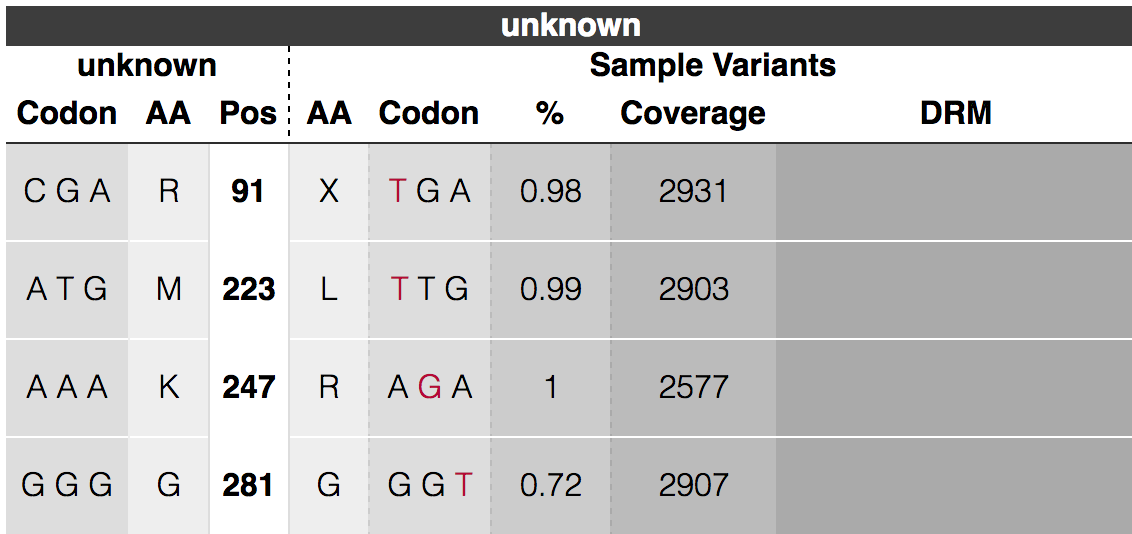 unknown
unknown Sample Variants
Codon AA Pos AA Codon % Coverage DRM
C G A R 91 X T G A 0.98 2931
A T G M 223 L T T G 0.99 2903
A A A K 247 R A G A 1 2577
G G G G 281 G G G T 0.72 2907